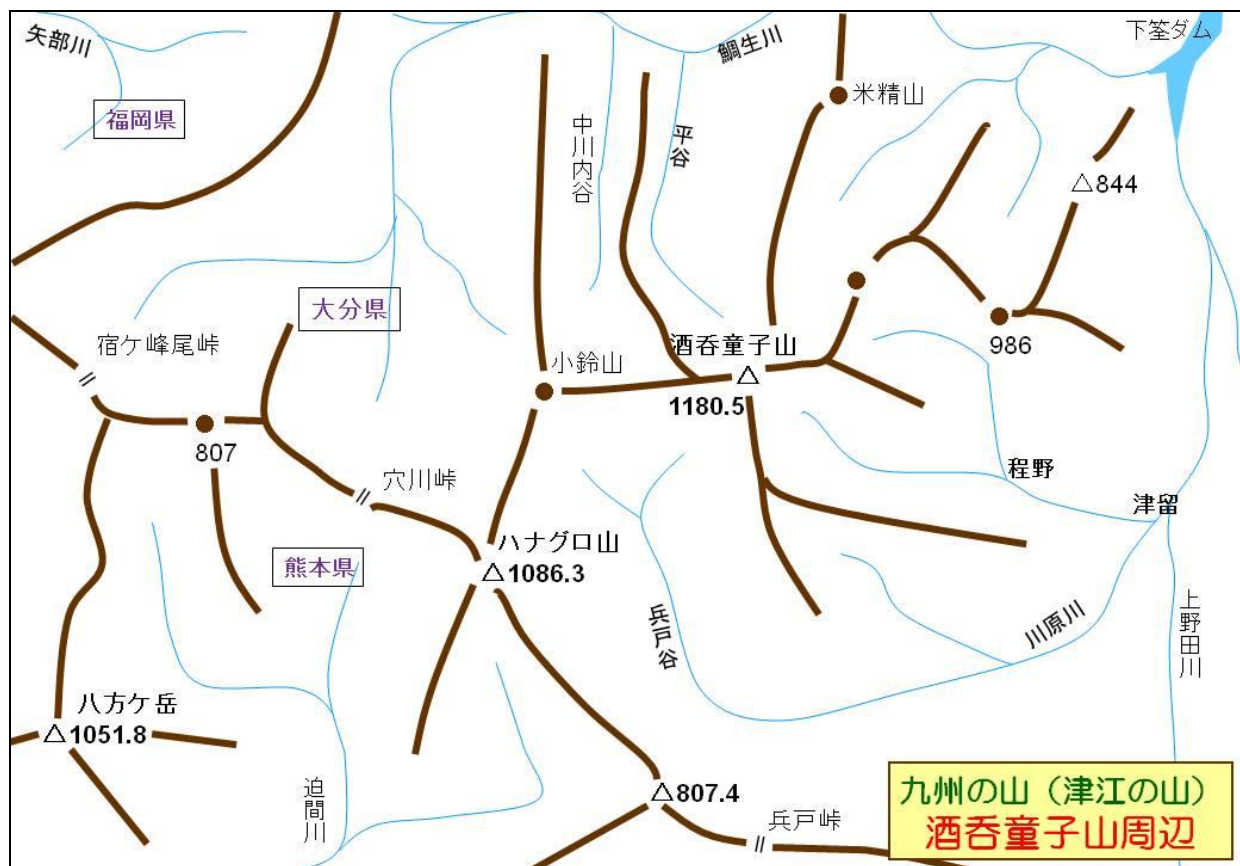 矢部川
鯛生川
下筌ダム
福岡県
米精山
中川内谷
平谷
△844
大分県
宿ケ峰尾峠
小鈴山
酒呑童子山
986
1180.5
807
穴川峠
程野
津留
ハナグロ山
△1086.3
熊本県
兵戸谷
川原川
上野田川
八方ケ岳
△1051.8
迫間川
△807.4
兵戸峠
九州の山（津江の山）
酒呑童子山周辺